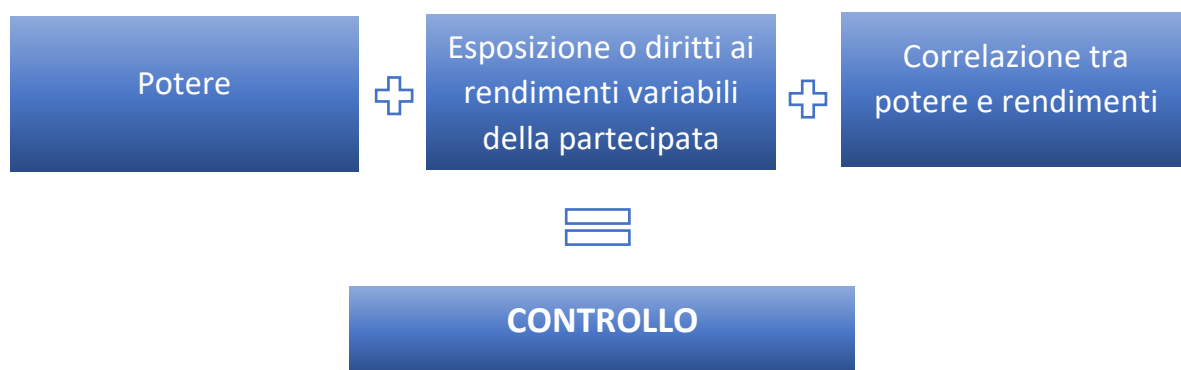 Potere
Esposizione o diritti ai
rendimenti variabili
della partecipata
Correlazione tra
potere e rendimenti
CONTROLLO